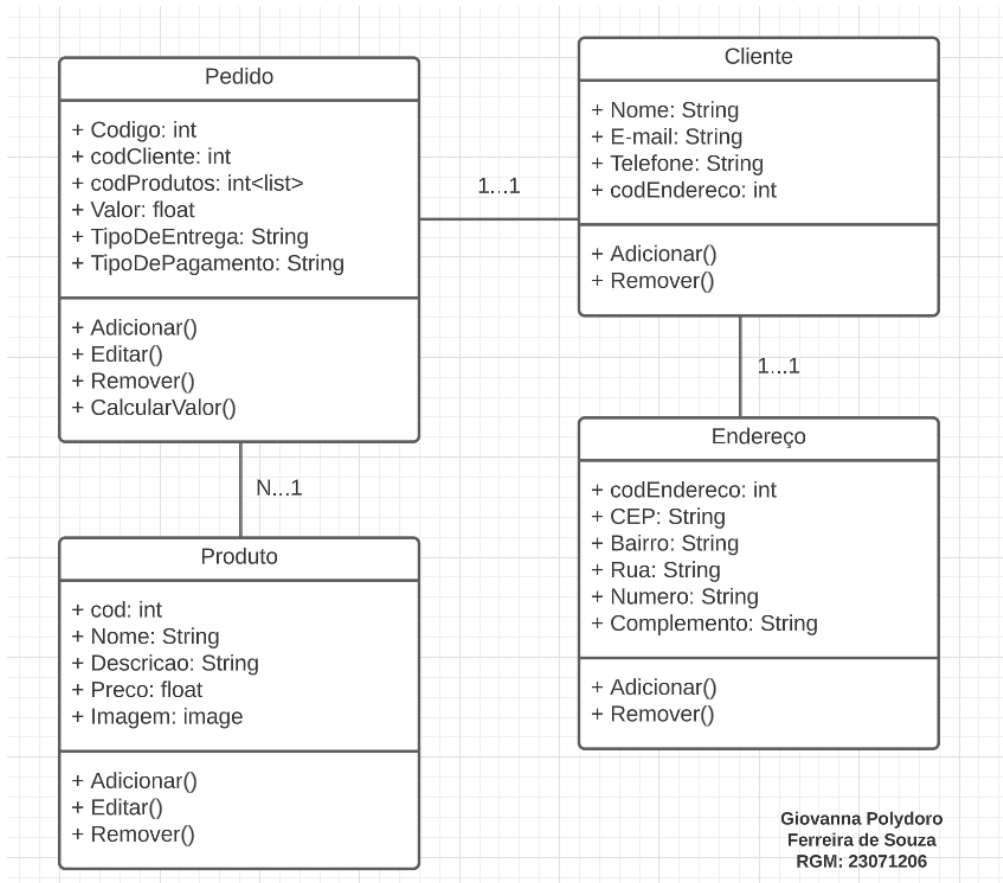 Pedido
+ Codigo: int
+ codCliente: int
+ codProdutos: int<list>
+ Valor: float
+ TipoDeEntrega: String
+ TipoDePagamento: String
+ Adicionar()
+ Editar()
+ Remover()
+ CalcularValor()
1...1
Cliente
+ Nome: String
+ E-mail: String
+ Telefone: String
+ codEndereco: int
+ Adicionar()
+ Remover()
1...1
N...1
Produto
+ cod: int
+ Nome: String
+ Descricao: String
+ Preco: float
+ Imagem: image
+ Adicionar()
+ Editar()
+ Remover()
Endereço
+ codEndereco: int
+ CEP: String
+ Bairro: String
+ Rua: String
+ Numero: String
+ Complemento: String
+ Adicionar()
+ Remover()
Giovanna Polydoro
Ferreira de Souza
RGM: 23071206